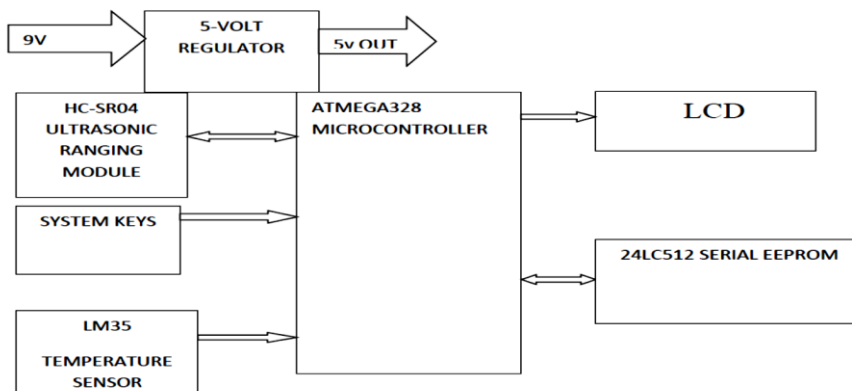 9V
5-VOLT
REGULATOR
5v OUT
HC-SR04
ULTRASONIC
RANGING
MODULE
ATMEGA328
MICROCONTROLLER
LCD
SYSTEM KEYS
24LC512 SERIAL EEPROM
LM35
TEMPERATURE
SENSOR